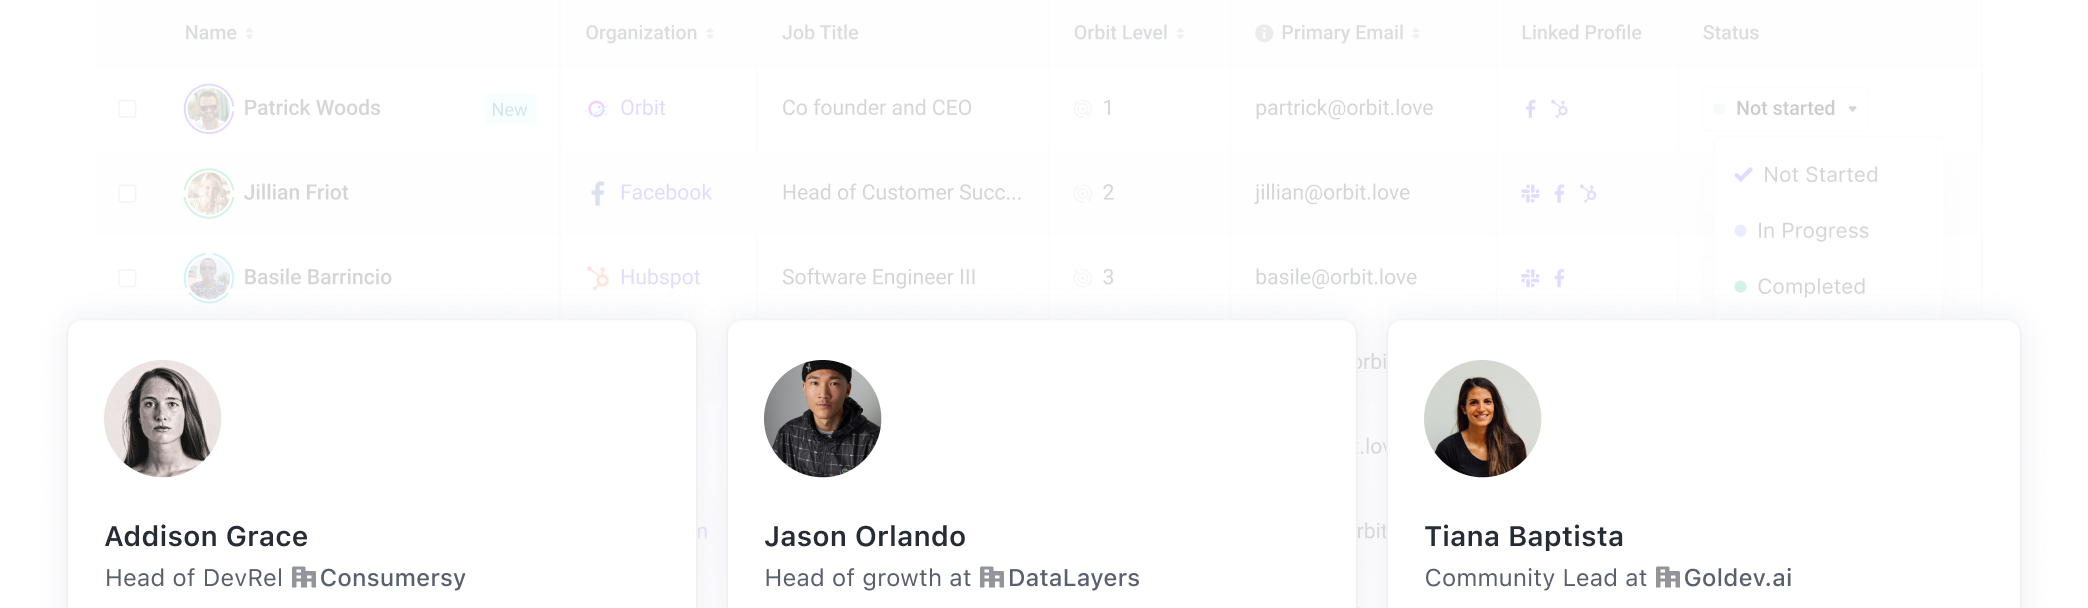 Name Organization Job Title Orbit Level Primary Email Linked Profile Status
Patrick Woods New Orbit Co founder and CEO 1 partrick@orbit.love Not started
Not Started
Jillian Friot Facebook Head of Customer Succ... 2 jillian@orbit.love
In Progress
Basile Barrincio Hubspot Software Engineer III 3 basile@orbit.love
Completed
Addison Grace
Head of DevRel Consumersy
Jason Orlando
Head of growth at DataLayers
Tiana Baptista
Community Lead at Goldev.ai